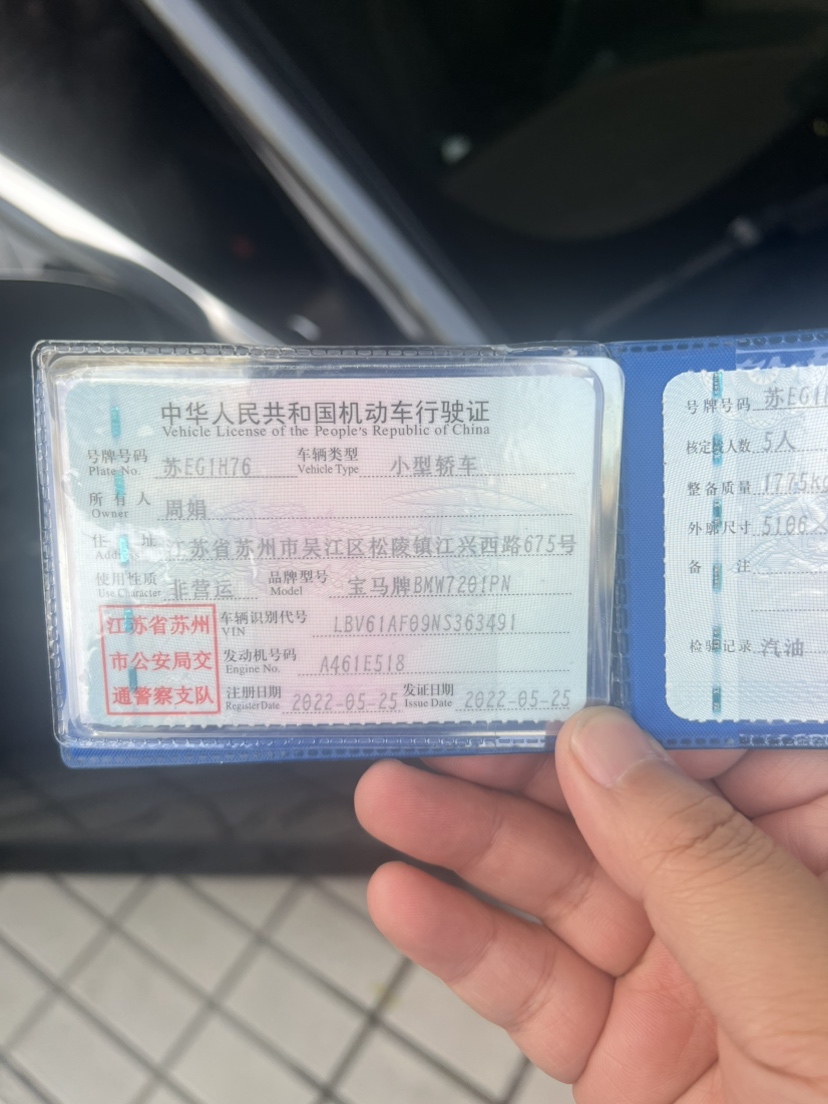 中华人民共和国机动车行驶证
Vehicle License of the People's Republic of China
号牌号码 Plate No. 苏EG1H76 车辆类型 Vehicle Type 小型轿车
所有人 Owner 周娟
住址 江苏省苏州市吴江区松陵镇江兴西路675号
使用性质 Use Character 非营运 品牌型号 Model 宝马牌BMW7201PN
江苏省苏州
市公安局交
通警察支队
车辆识别代号 VIN LBV61AF09NS363491
发动机号码 Engine No. A461E518
注册日期 Register Date 2022-05-25 发证日期 Issue Date 2022-05-25
号牌号码 苏EG1
核定载人数 5人
整备质量 1775kg
外廓尺寸 5106×
备注
检验记录 汽油